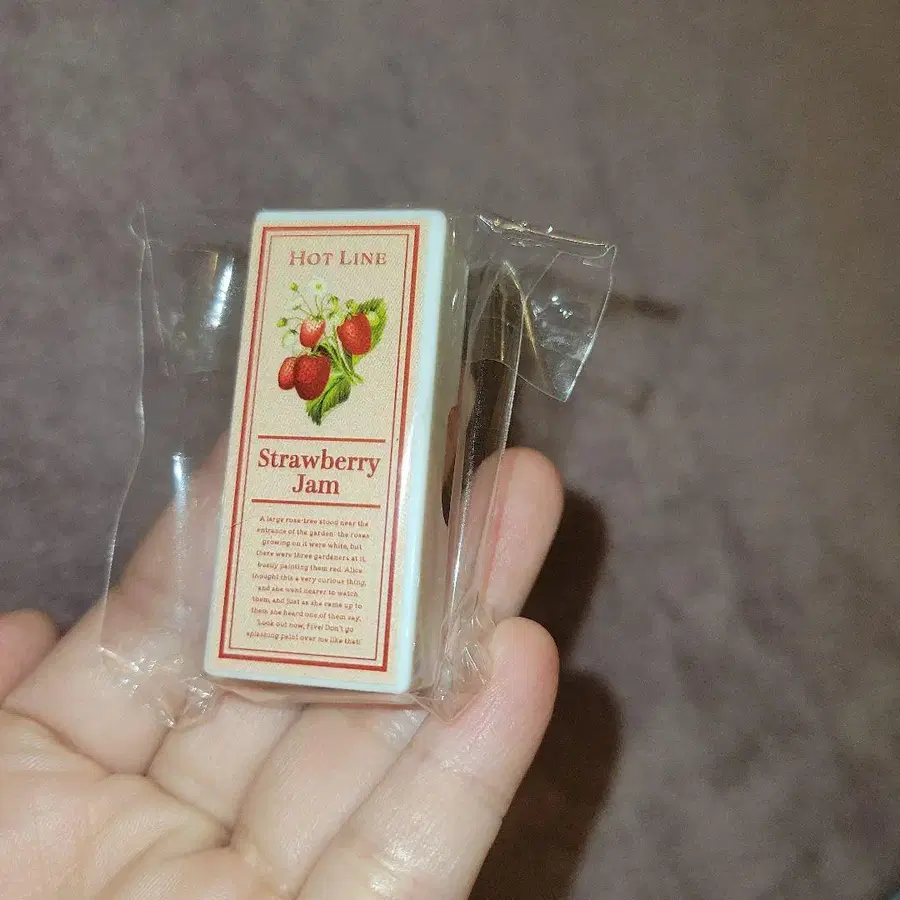 HOT LINE
Strawberry
Jam
A large rose-tree stood near the
entrance of the garden: the roses
growing on it were white, but
there were three gardeners at it,
busily painting them red. Alice
thought this a very curious thing,
and she went nearer to watch
them, and just as she came up to
them she heard one of them say,
'Look out now, Five! Don't go
splashing paint over me like that!'